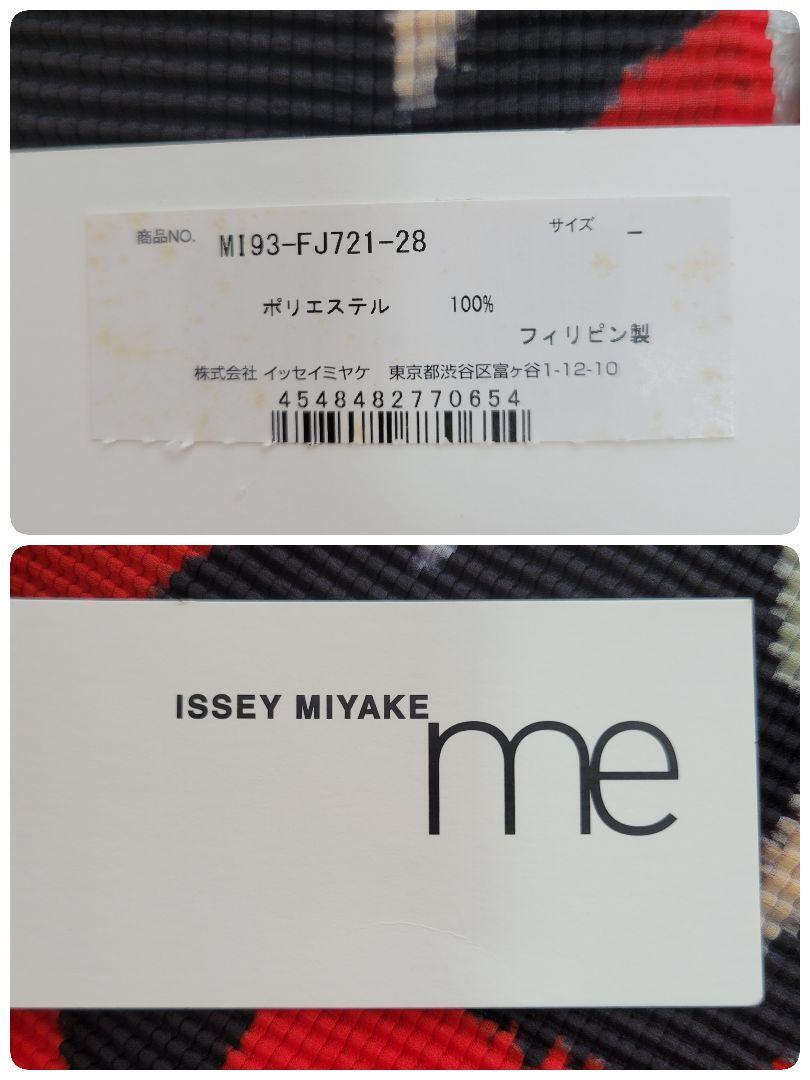 商品NO. MI93-FJ721-28 サイズ –
ポリエステル 100%
フィリピン製
株式会社 イッセイミヤケ 東京都渋谷区富ヶ谷1-12-10
4548482770654
ISSEY MIYAKE
me